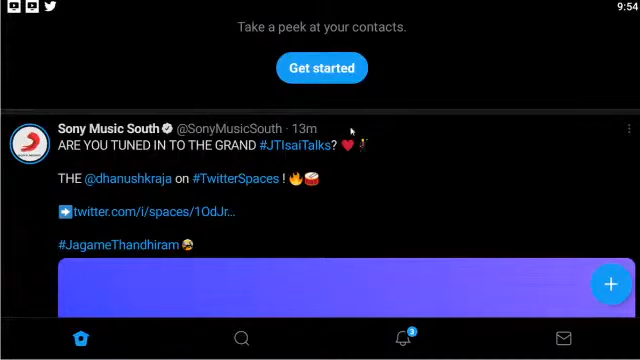 9:54
Take a peek at your contacts.
Get started
Sony Music South @SonyMusicSouth · 13m
ARE YOU TUNED IN TO THE GRAND #JTIsaiTalks? ❤️🕺
THE @dhanushkraja on #TwitterSpaces ! 🔥🥁
➡️twitter.com/i/spaces/1OdJr...
#JagameThandhiram 🤣
3